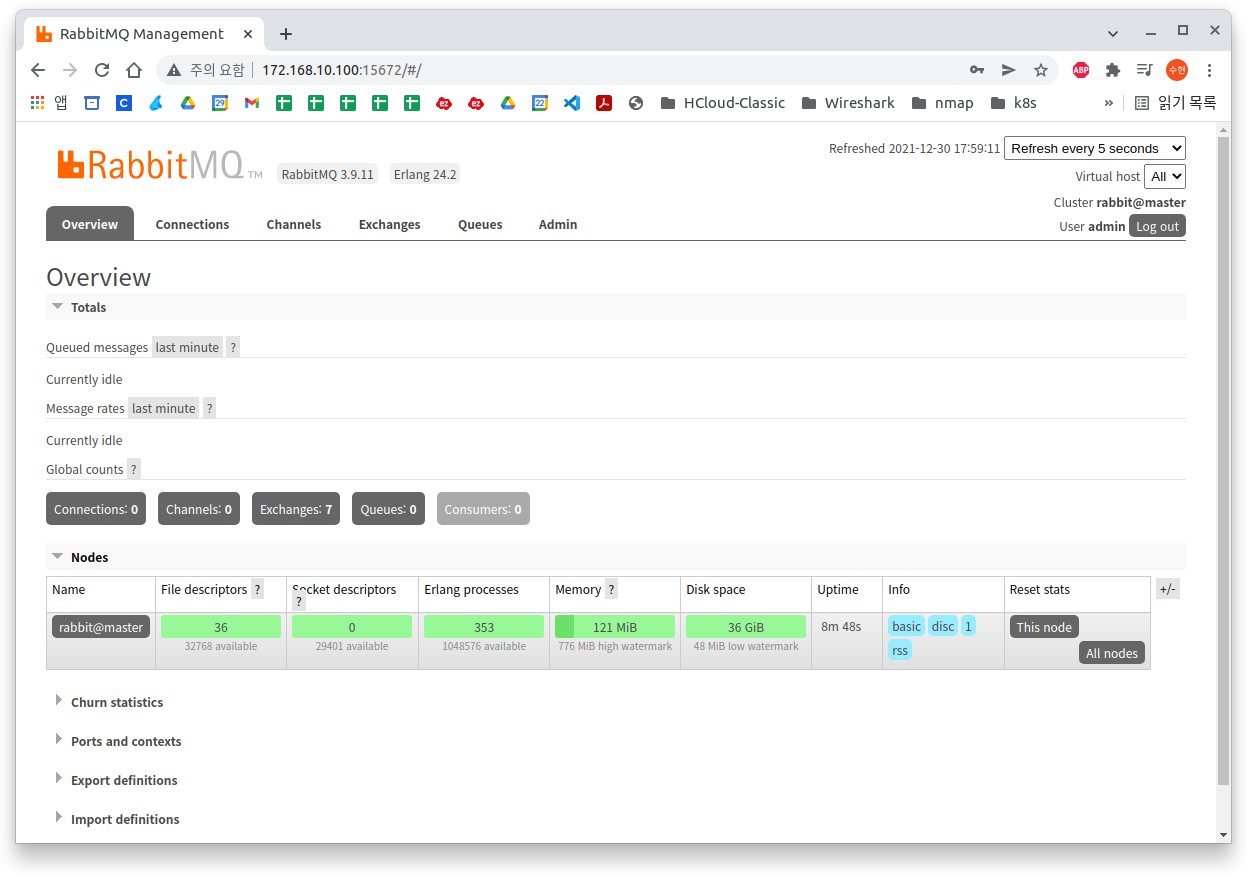 RabbitMQ Management
주의 요함 172.168.10.100:15672/#/
ABP 수현
앱 C 29 22 HCloud-Classic Wireshark nmap k8s » 읽기 목록
RabbitMQ TM RabbitMQ 3.9.11 Erlang 24.2
Refreshed 2021-12-30 17:59:11 Refresh every 5 seconds
Virtual host All
Cluster rabbit@master
User admin Log out
Overview Connections Channels Exchanges Queues Admin
Overview
Totals
Queued messages last minute ?
Currently idle
Message rates last minute ?
Currently idle
Global counts ?
Connections: 0 Channels: 0 Exchanges: 7 Queues: 0 Consumers: 0
Nodes
Name File descriptors ? Socket descriptors ? Erlang processes Memory ? Disk space Uptime Info Reset stats +/-
rabbit@master 36 0 353 121 MiB 36 GiB 8m 48s basic disc 1 This node
32768 available 29401 available 1048576 available 776 MiB high watermark 48 MiB low watermark rss All nodes
Churn statistics
Ports and contexts
Export definitions
Import definitions